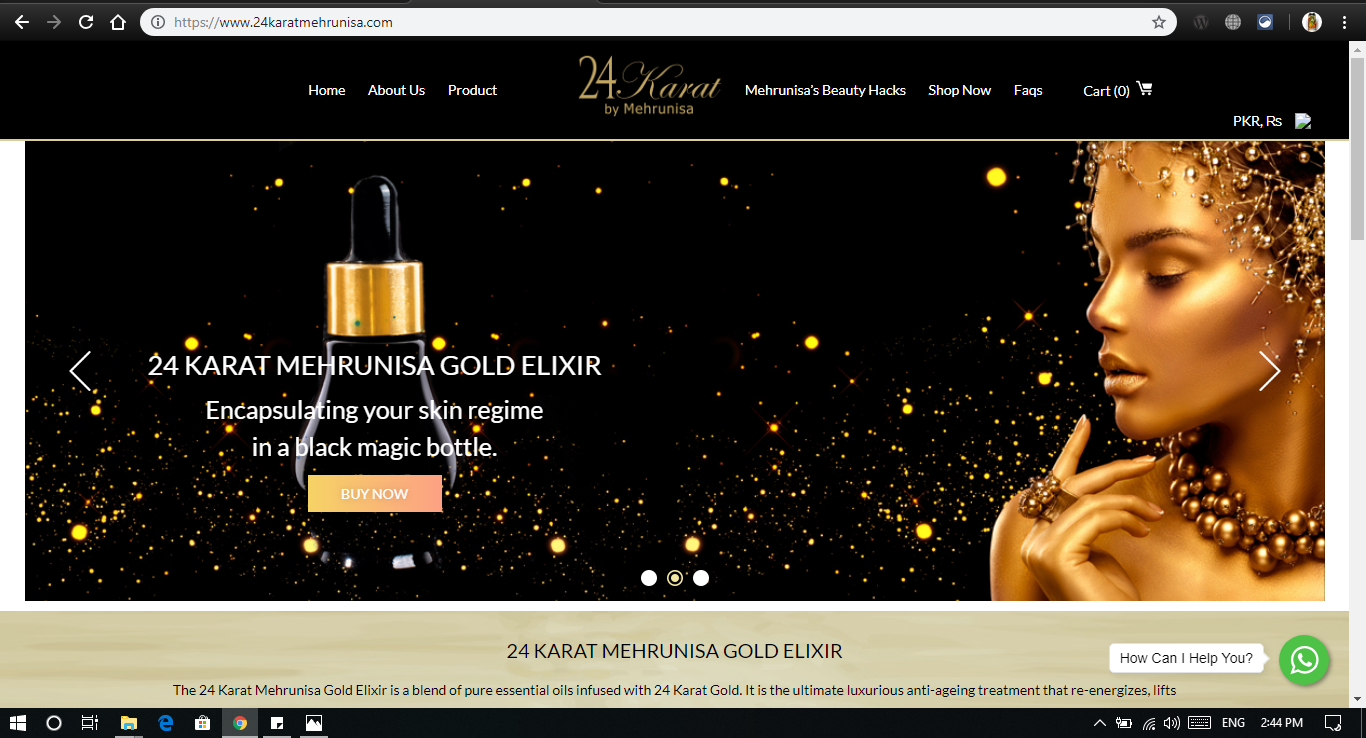 https://www.24karatmehrunisa.com
Home About Us Product
24 Karat
by Mehrunisa
Mehrunisa's Beauty Hacks Shop Now Faqs Cart (0)
PKR, ₨
24 KARAT MEHRUNISA GOLD ELIXIR
Encapsulating your skin regime
in a black magic bottle.
BUY NOW
24 KARAT MEHRUNISA GOLD ELIXIR
How Can I Help You?
The 24 Karat Mehrunisa Gold Elixir is a blend of pure essential oils infused with 24 Karat Gold. It is the ultimate luxurious anti-ageing treatment that re-energizes, lifts
ENG 2:44 PM